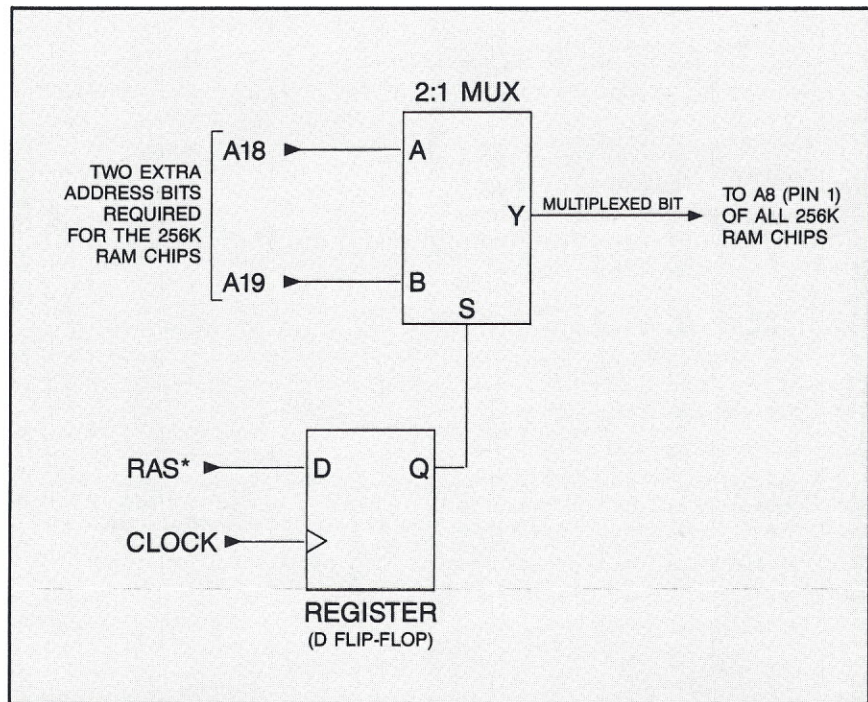 2:1 MUX
TWO EXTRA
ADDRESS BITS
REQUIRED
FOR THE 256K
RAM CHIPS
A18
A19
A
B
Y
S
MULTIPLEXED BIT
TO A8 (PIN 1)
OF ALL 256K
RAM CHIPS
RAS*
CLOCK
D
Q
REGISTER
(D FLIP-FLOP)